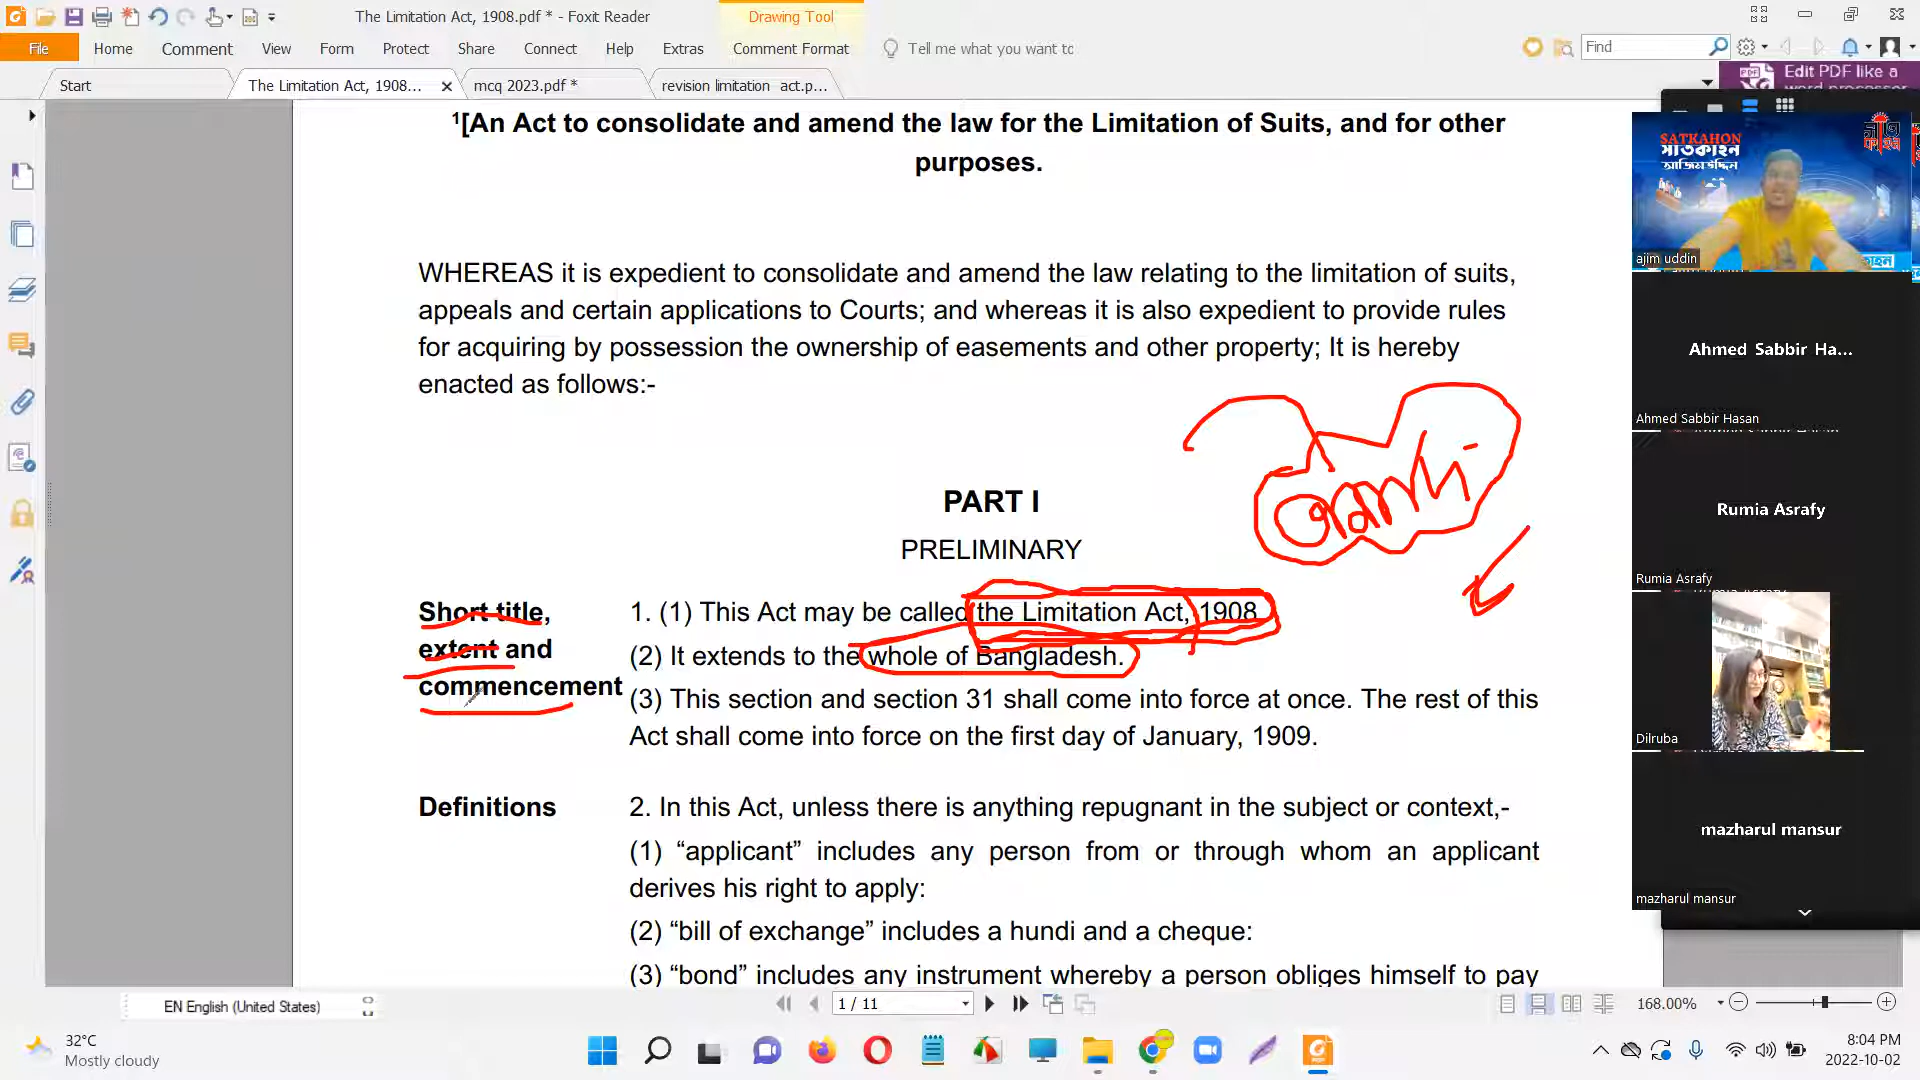 The Limitation Act, 1908.pdf * - Foxit Reader
Drawing Tool
File
Home
Comment
View
Form
Protect
Share
Connect
Help
Extras
Comment Format
Tell me what you want to
Find
Start
The Limitation Act, 1908...
mcq 2023.pdf *
revision limitation act.p...
Edit PDF like a
word processor
¹[An Act to consolidate and amend the law for the Limitation of Suits, and for other
purposes.
WHEREAS it is expedient to consolidate and amend the law relating to the limitation of suits,
appeals and certain applications to Courts; and whereas it is also expedient to provide rules
for acquiring by possession the ownership of easements and other property; It is hereby
enacted as follows:-
PART I
PRELIMINARY
Short title,
extent and
commencement
1. (1) This Act may be called the Limitation Act, 1908
(2) It extends to the whole of Bangladesh.
(3) This section and section 31 shall come into force at once. The rest of this
Act shall come into force on the first day of January, 1909.
Definitions
2. In this Act, unless there is anything repugnant in the subject or context,-
(1) “applicant” includes any person from or through whom an applicant
derives his right to apply:
(2) “bill of exchange” includes a hundi and a cheque:
(3) “bond” includes any instrument whereby a person obliges himself to pay
SATKAHON
সাতকাহন
আজিম উদ্দিন
ajim uddin
Ahmed Sabbir Ha...
Ahmed Sabbir Hasan
Rumia Asrafy
Rumia Asrafy
Dilruba
mazharul mansur
mazharul mansur
EN English (United States)
1 / 11
168.00%
32°C
Mostly cloudy
8:04 PM
2022-10-02